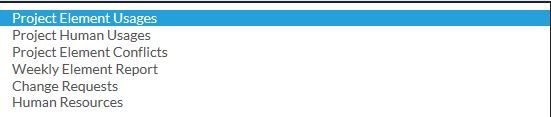 Project Element Usages
Project Human Usages
Project Element Conflicts
Weekly Element Report
Change Requests
Human Resources